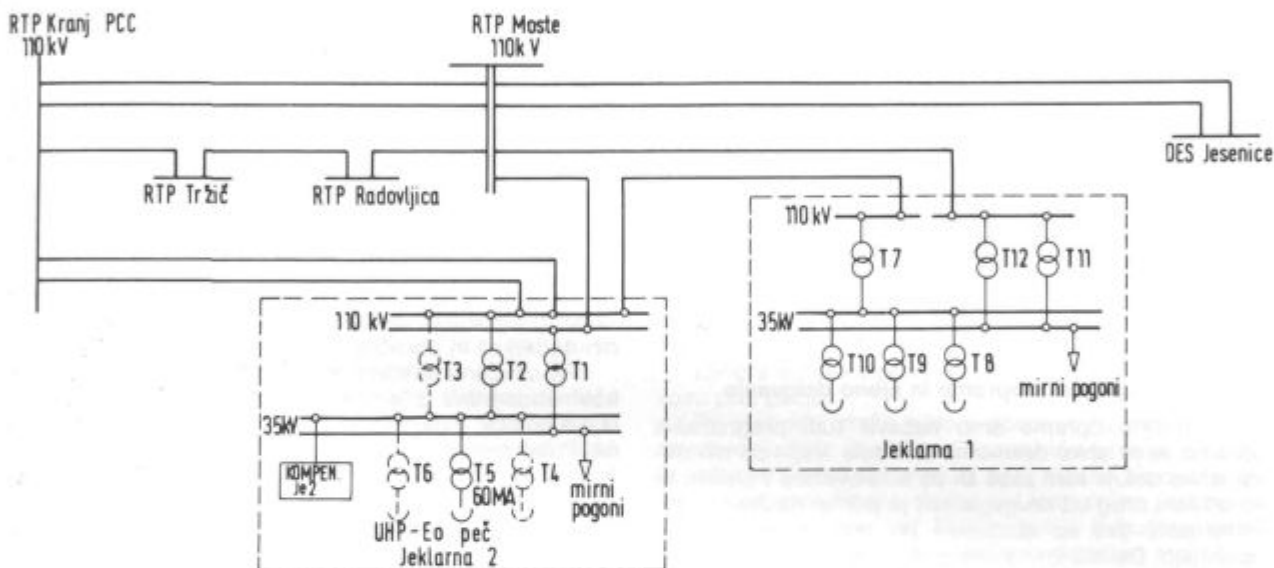 RTP Kranj PCC
110 kV
RTP Moste
110k V
DES Jesenice
RTP Tržič
RTP Radovljica
110 kV
T7
T12
T11
35kV
T10
T9
T8
mirni pogoni
Jeklarna 1
110 kV
T3
T2
T1
35kV
KOMPEN.
Je2
T6
T5
60MA
T4
mirni
pogoni
UHP-Eo peč
Jeklarna 2